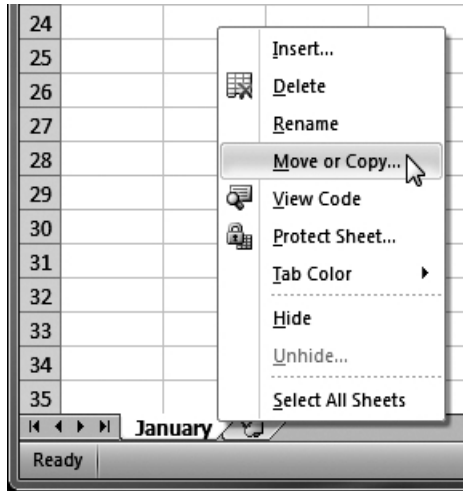 24
25
26
27
28
29
30
31
32
33
34
35
Insert...
Delete
Rename
Move or Copy...
View Code
Protect Sheet...
Tab Color
Hide
Unhide...
Select All Sheets
January
Ready